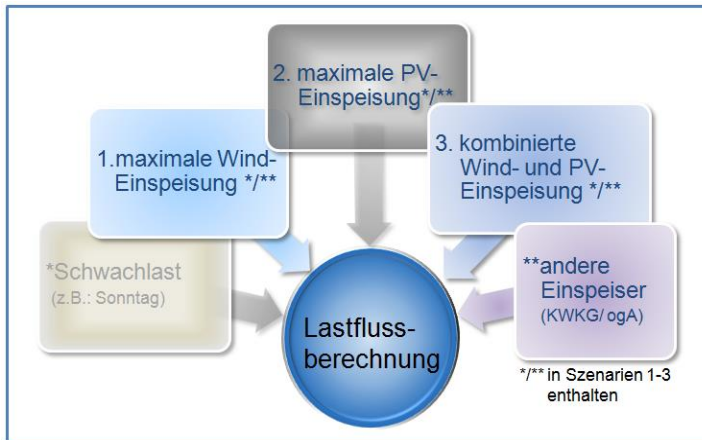 2. maximale PV-
Einspeisung*/**
1.maximale Wind-
Einspeisung */**
3. kombinierte
Wind- und PV-
Einspeisung */**
*Schwachlast
(z.B.: Sonntag)
**andere
Einspeiser
(KWKG/ ogA)
Lastfluss-
berechnung
*/** in Szenarien 1-3
enthalten